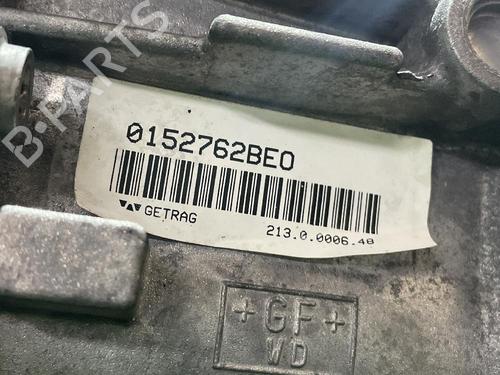 B-PARTS
0152762BE0
GETRAG
213.0.0006.48
+GF+
WD